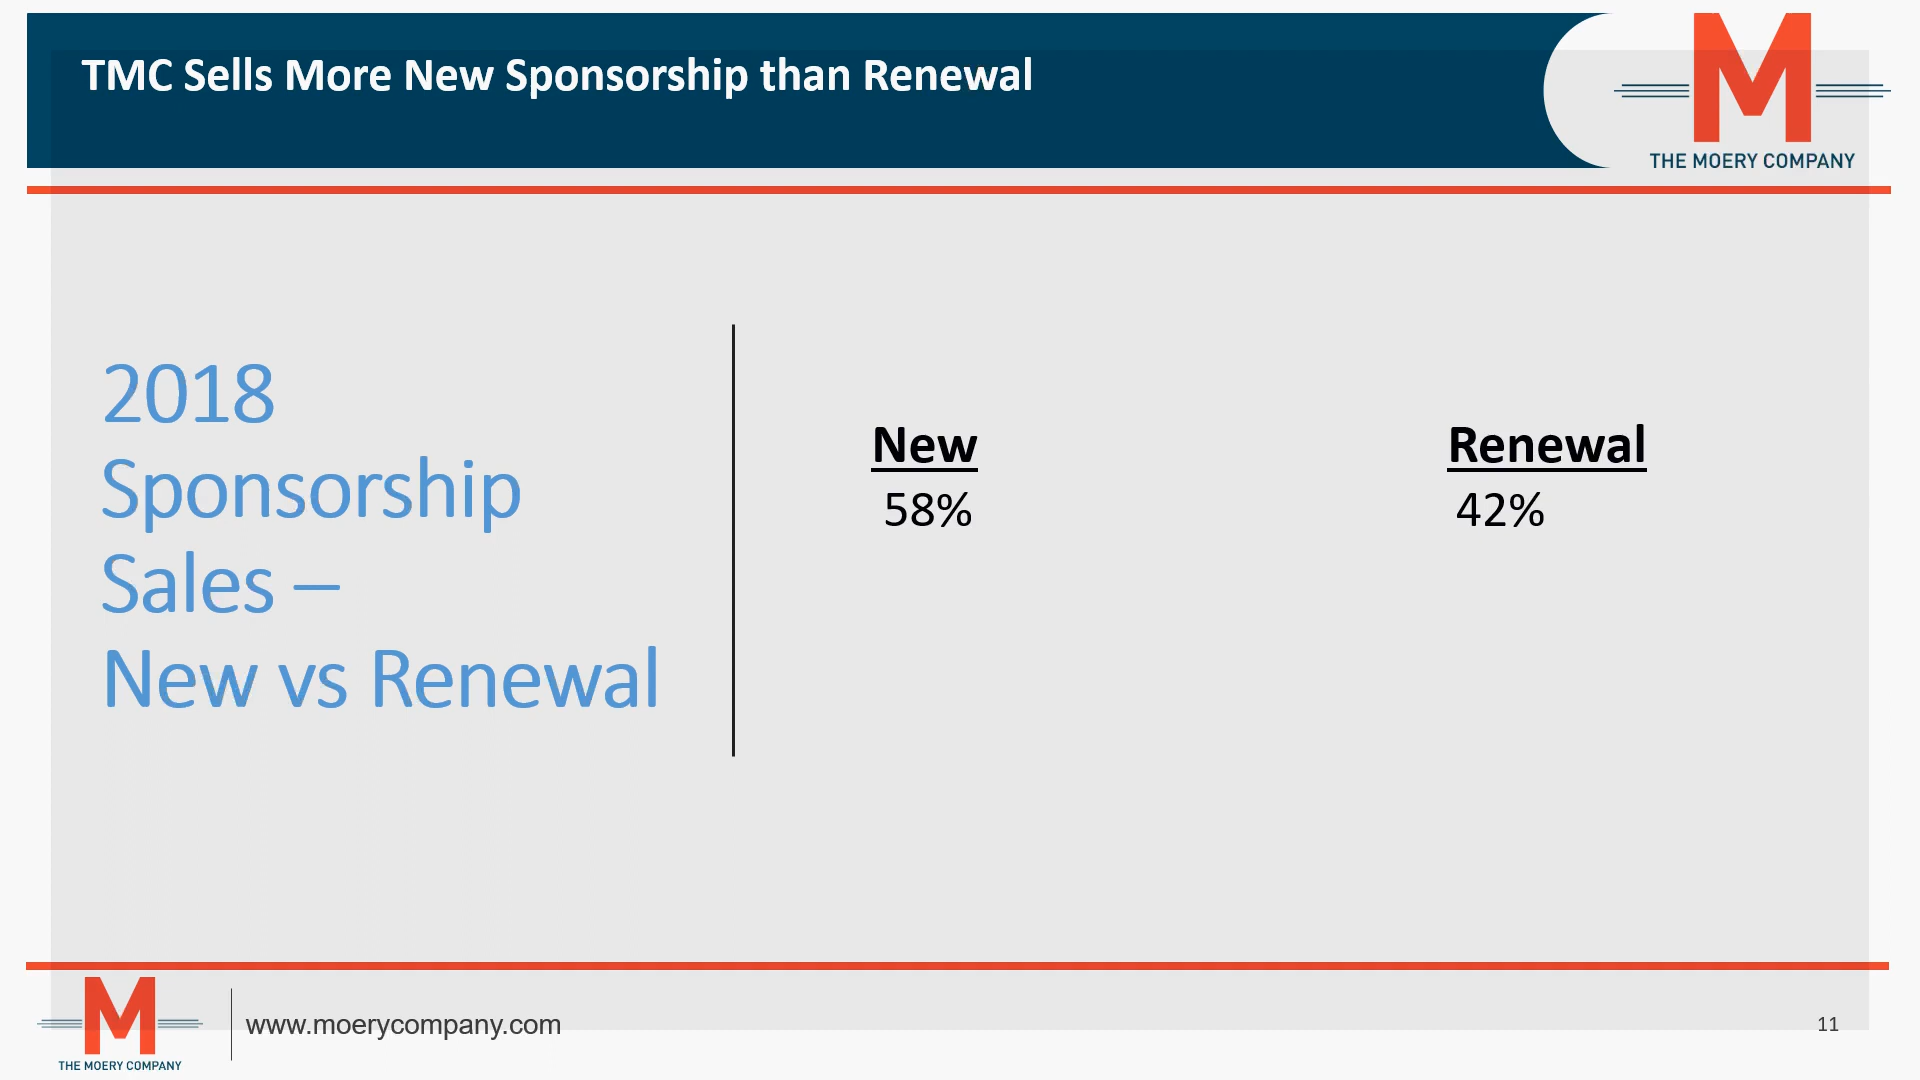 TMC Sells More New Sponsorship than Renewal
M
THE MOERY COMPANY
2018
Sponsorship
Sales –
New vs Renewal
New Renewal
58% 42%
M
THE MOERY COMPANY
www.moerycompany.com
11